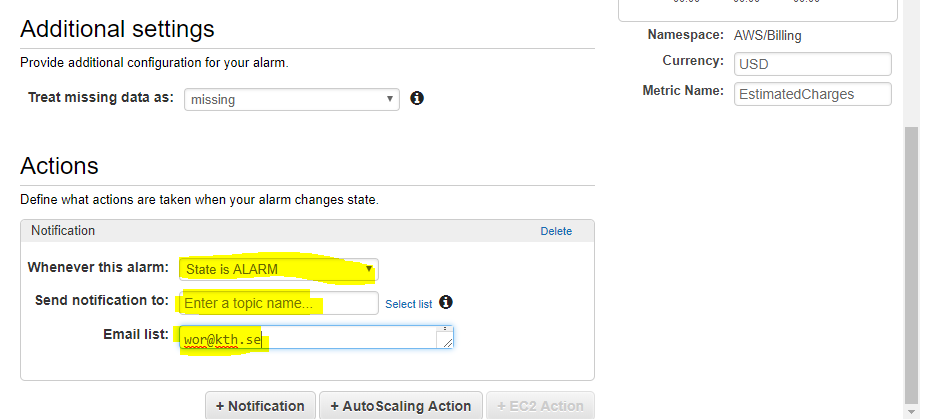 Additional settings
Provide additional configuration for your alarm.
Treat missing data as: missing
Actions
Define what actions are taken when your alarm changes state.
Notification Delete
Whenever this alarm: State is ALARM
Send notification to: Enter a topic name... Select list
Email list: wor@kth.se
+ Notification + AutoScaling Action + EC2 Action
Namespace: AWS/Billing
Currency: USD
Metric Name: EstimatedCharges